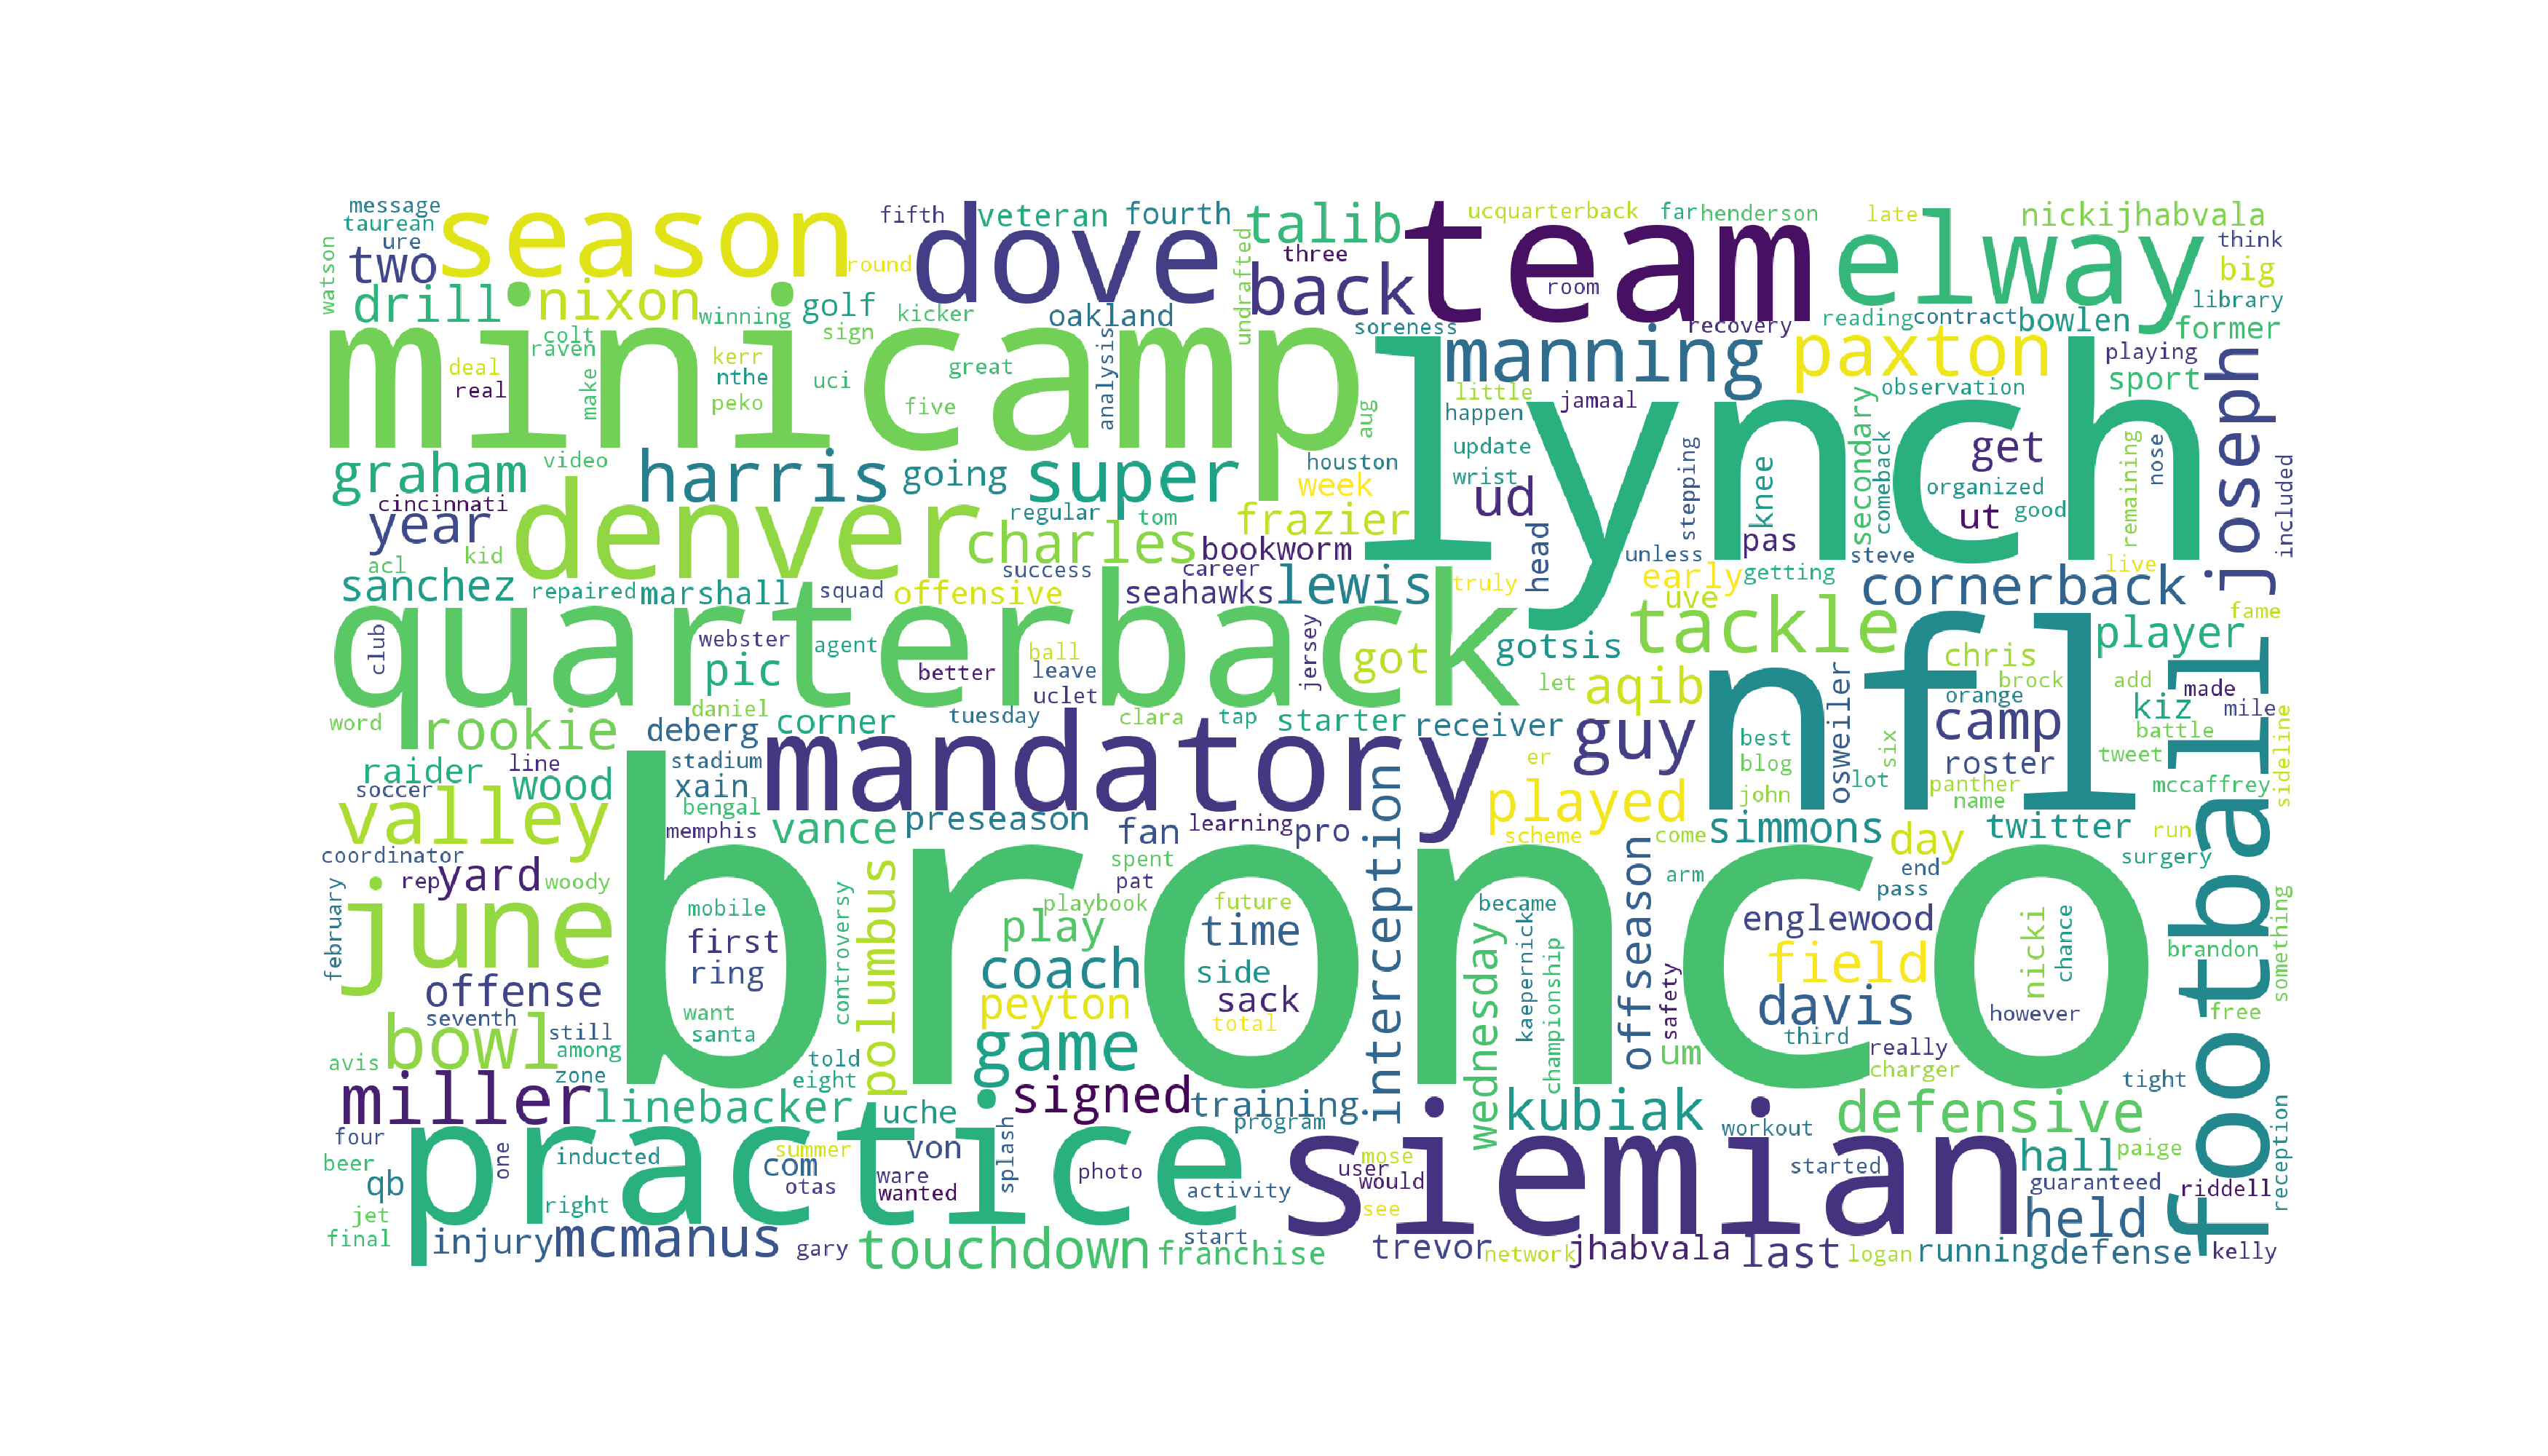 message
taurean
ure
two
season
fifth
veteran
fourth
talib
ucquarterback
far
henderson
late
nickijhabvala
watson
round
dove
undrafted
three
back
team
room
elway
think
big
library
drill
nixon
winning
golf
kicker
oakland
soreness
recovery
reading
contract
bowlen
former
colt
raven
sign
minicamp
lynch
manning
paxton
playing
sport
joseph
deal
real
make
kerr
nthe
peko
uci
great
five
analysis
aug
little
happen
jamaal
observation
graham
video
harris
going
super
houston
week
update
wrist
ud
stepping
knee
secondary
comeback
get
organized
ut
good
remaining
nose
included
cincinnati
year
denver
regular
tom
frazier
charles
bookworm
head
unless
pas
steve
acl
kid
success
career
sanchez
repaired
marshall
squad
offensive
seahawks
lewis
truly
early
uve
getting
cornerback
live
fame
quarterback
club
webster
agent
pic
better
ball
leave
uclet
jersey
got
gotsis
tackle
chris
player
let
aqib
osweiler
orange
brock
add
made
kiz
mile
word
rookie
daniel
deberg
corner
tuesday
clara
tap
starter
receiver
guy
nfl
camp
battle
sideline
raider
line
soccer
wood
stadium
xain
bengal
mandatory
er
best
blog
john
six
lot
roster
panther
name
tweet
mccaffrey
valley
memphis
vance
preseason
fan
learning
pro
interception
played
scheme
come
simmons
day
twitter
run
surgery
football
coordinator
rep
yard
woody
polumbus
controversy
spent
pat
playbook
future
became
offseason
arm
end
pass
february
june
bronco
mobile
first
ring
want
santa
play
time
coach
side
peyton
sack
total
wednesday
kaepernick
championship
safety
englewood
field
davis
nicki
chance
however
brandon
something
free
offense
seventh
still
bowl
among
avis
zone
told
eight
game
um
third
really
charger
tight
miller
linebacker
uche
signed
training
program
kubiak
workout
defensive
reception
four
beer
one
practice
inducted
summer
com
von
otas
ware
wanted
splash
photo
activity
siemian
user
mose
would
see
started
hall
paige
guaranteed
riddell
qb
jet
final
right
injury
mcmanus
gary
touchdown
start
franchise
trevor
network
jhabvala
last
logan
held
running
defense
kelly